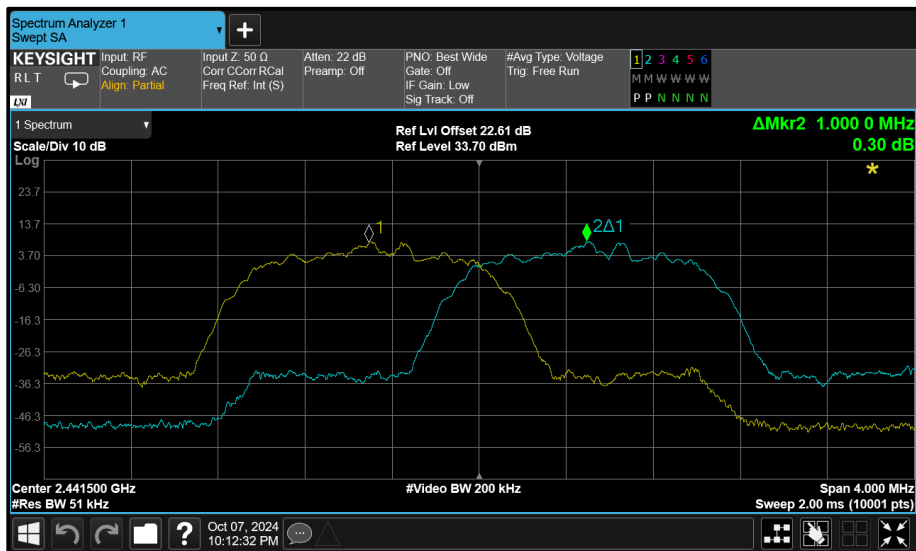 Spectrum Analyzer 1
Swept SA
+
KEYSIGHT
RLT
LXI
Input: RF
Coupling: AC
Align: Partial
Input Z: 50 Ω
Corr CCorr RCal
Freq Ref: Int (S)
Atten: 22 dB
Preamp: Off
PNO: Best Wide
Gate: Off
IF Gain: Low
Sig Track: Off
#Avg Type: Voltage
Trig: Free Run
1 2 3 4 5 6
M M W W W W
P P N N N N
1 Spectrum
Ref Lvl Offset 22.61 dB
ΔMkr2 1.000 0 MHz
Scale/Div 10 dB
Ref Level 33.70 dBm
0.30 dB
Log
*
23.7
13.7
1
2Δ1
3.70
-6.30
-16.3
-26.3
-36.3
-46.3
-56.3
Center 2.441500 GHz
#Video BW 200 kHz
Span 4.000 MHz
#Res BW 51 kHz
Sweep 2.00 ms (10001 pts)
?
Oct 07, 2024
10:12:32 PM